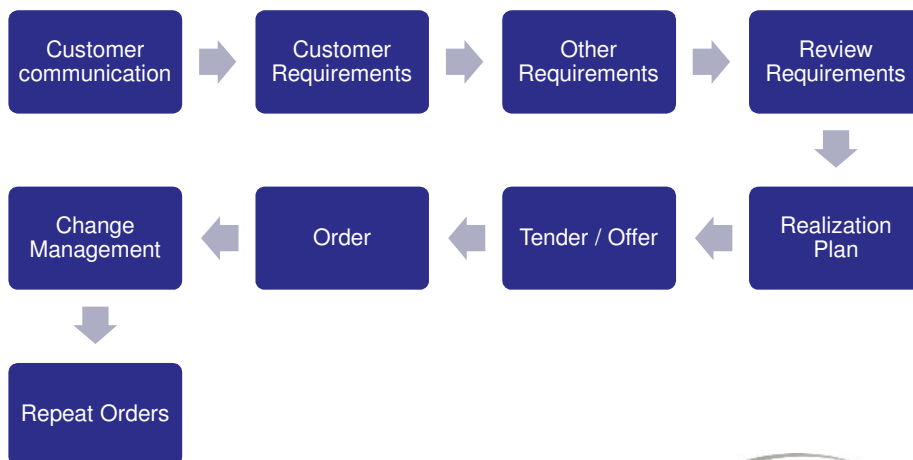 Customer
communication
Customer
Requirements
Other
Requirements
Review
Requirements
Realization
Plan
Tender / Offer
Order
Change
Management
Repeat Orders